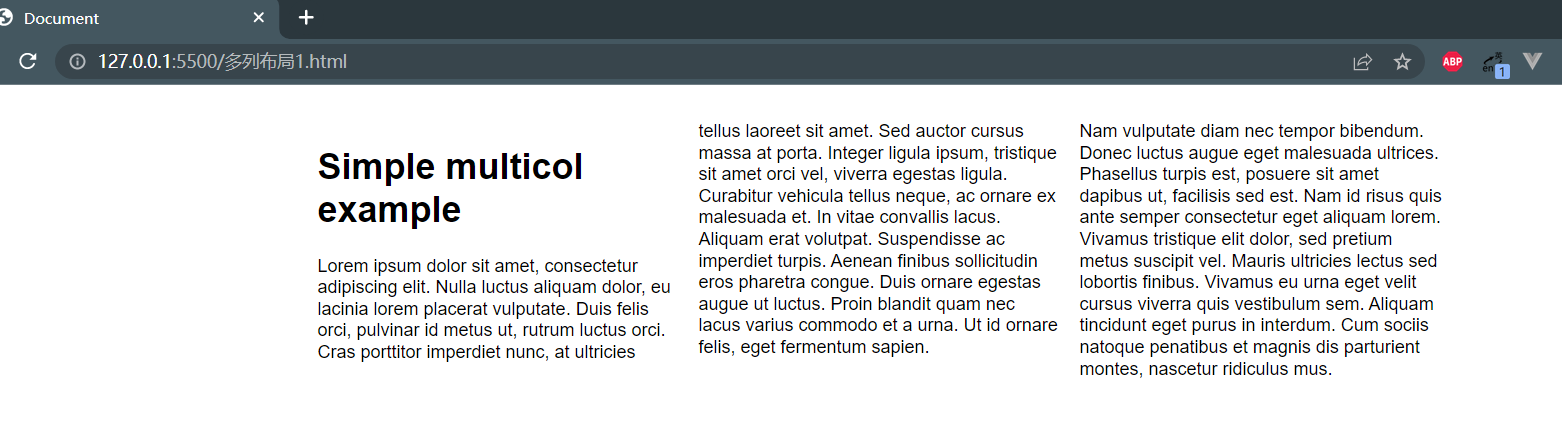 Document
127.0.0.1:5500/多列布局1.html
ABP
en
1
Simple multicol
example
Lorem ipsum dolor sit amet, consectetur
adipiscing elit. Nulla luctus aliquam dolor, eu
lacinia lorem placerat vulputate. Duis felis
orci, pulvinar id metus ut, rutrum luctus orci.
Cras porttitor imperdiet nunc, at ultricies
tellus laoreet sit amet. Sed auctor cursus
massa at porta. Integer ligula ipsum, tristique
sit amet orci vel, viverra egestas ligula.
Curabitur vehicula tellus neque, ac ornare ex
malesuada et. In vitae convallis lacus.
Aliquam erat volutpat. Suspendisse ac
imperdiet turpis. Aenean finibus sollicitudin
eros pharetra congue. Duis ornare egestas
augue ut luctus. Proin blandit quam nec
lacus varius commodo et a urna. Ut id ornare
felis, eget fermentum sapien.
Nam vulputate diam nec tempor bibendum.
Donec luctus augue eget malesuada ultrices.
Phasellus turpis est, posuere sit amet
dapibus ut, facilisis sed est. Nam id risus quis
ante semper consectetur eget aliquam lorem.
Vivamus tristique elit dolor, sed pretium
metus suscipit vel. Mauris ultricies lectus sed
lobortis finibus. Vivamus eu urna eget velit
cursus viverra quis vestibulum sem. Aliquam
tincidunt eget purus in interdum. Cum sociis
natoque penatibus et magnis dis parturient
montes, nascetur ridiculus mus.